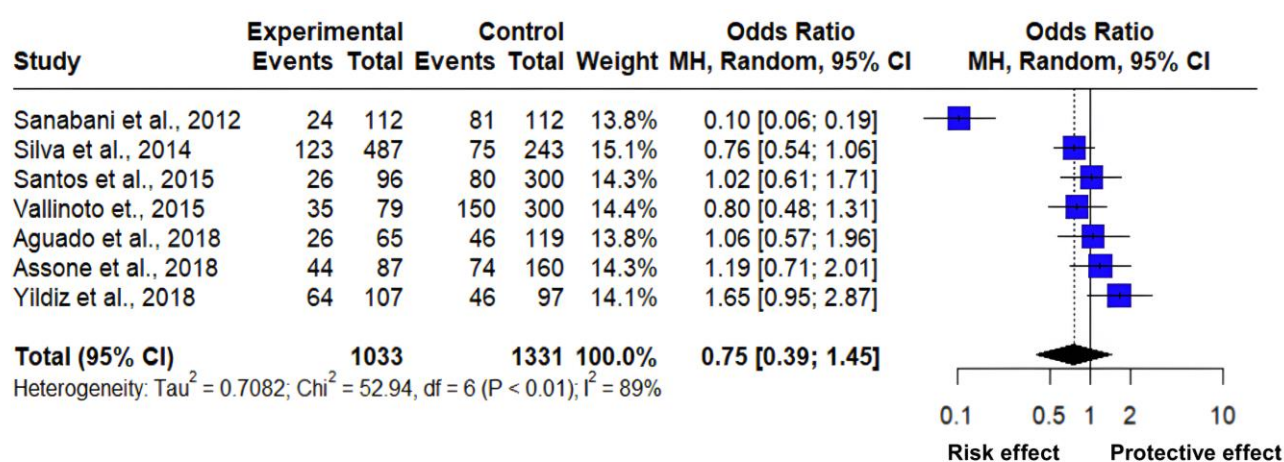 Experimental Control Odds Ratio Odds Ratio
Study Events Total Events Total Weight MH, Random, 95% CI MH, Random, 95% CI
Sanabani et al., 2012 24 112 81 112 13.8% 0.10 [0.06; 0.19]
Silva et al., 2014 123 487 75 243 15.1% 0.76 [0.54; 1.06]
Santos et al., 2015 26 96 80 300 14.3% 1.02 [0.61; 1.71]
Vallinoto et., 2015 35 79 150 300 14.4% 0.80 [0.48; 1.31]
Aguado et al., 2018 26 65 46 119 13.8% 1.06 [0.57; 1.96]
Assone et al., 2018 44 87 74 160 14.3% 1.19 [0.71; 2.01]
Yildiz et al., 2018 64 107 46 97 14.1% 1.65 [0.95; 2.87]
Total (95% CI) 1033 1331 100.0% 0.75 [0.39; 1.45]
Heterogeneity: Tau² = 0.7082; Chi² = 52.94, df = 6 (P < 0.01); I² = 89%
0.1 0.5 1 2 10
Risk effect Protective effect